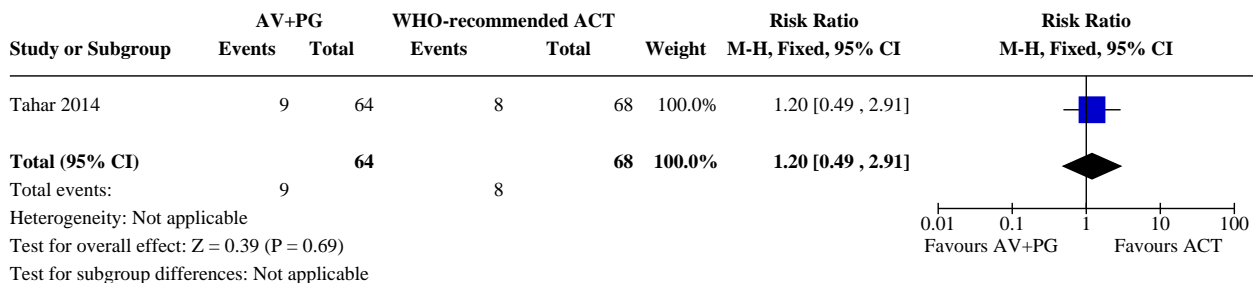 AV+PG WHO-recommended ACT Risk Ratio Risk Ratio
Study or Subgroup Events Total Events Total Weight M-H, Fixed, 95% CI M-H, Fixed, 95% CI
Tahar 2014 9 64 8 68 100.0% 1.20 [0.49 , 2.91]
Total (95% CI) 64 68 100.0% 1.20 [0.49 , 2.91]
Total events: 9 8
Heterogeneity: Not applicable
Test for overall effect: Z = 0.39 (P = 0.69)
Test for subgroup differences: Not applicable
0.01 0.1 1 10 100
Favours AV+PG Favours ACT